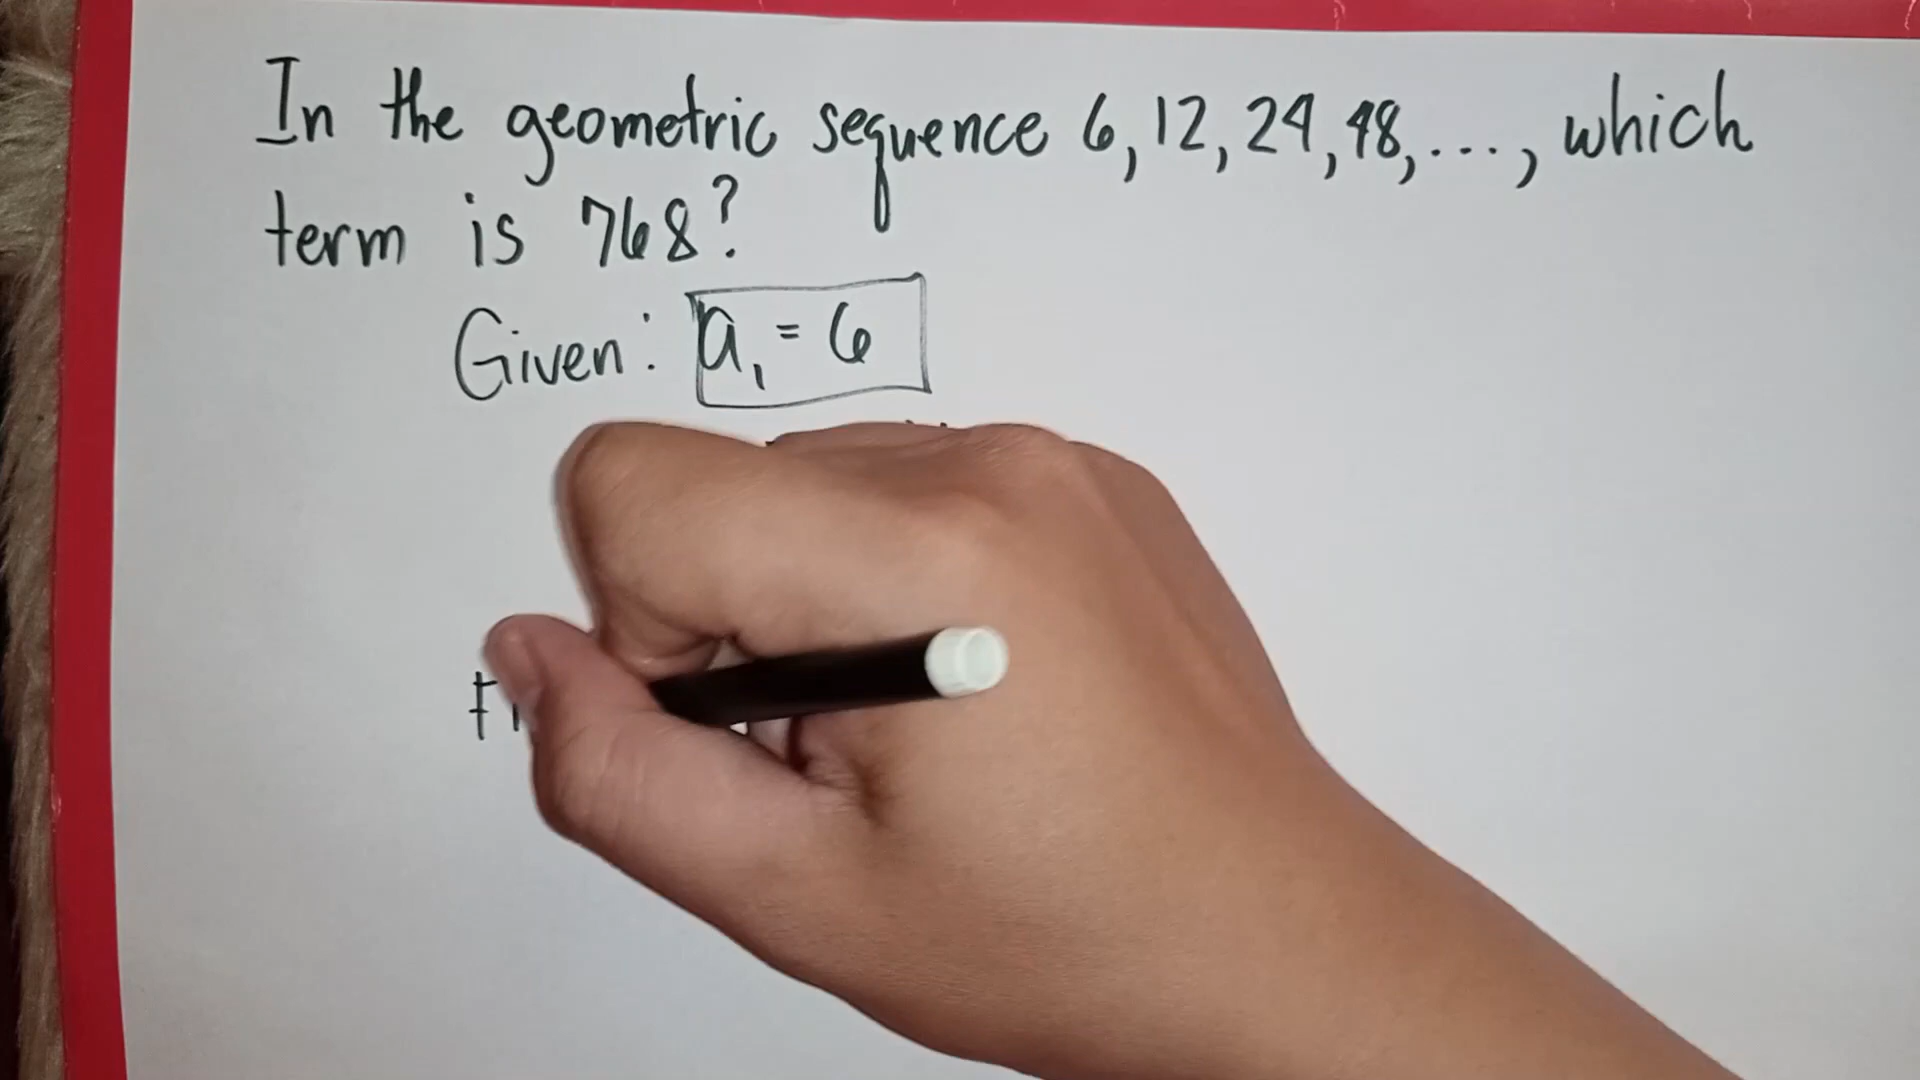 In the geometric sequence 6, 12, 24, 48, ..., which
term is 768?
Given: a₁ = 6